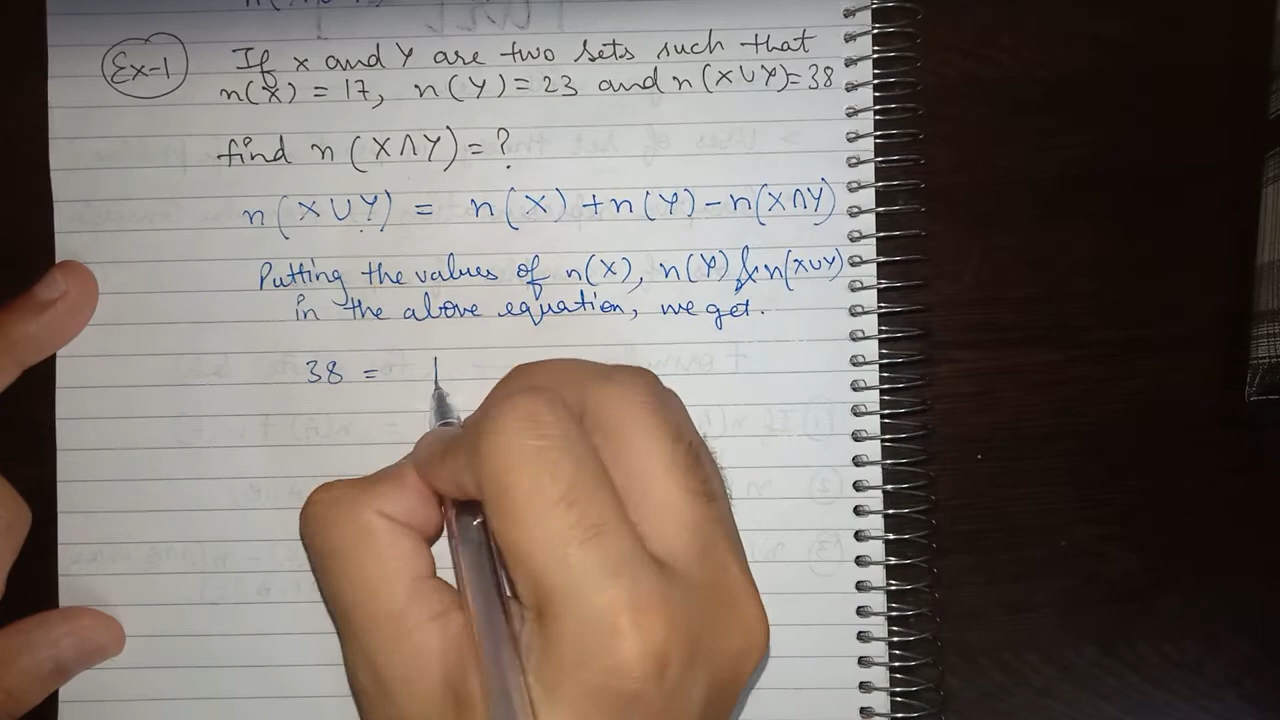 Ex-1
If X and Y are two sets such that
n(X) = 17, n(Y) = 23 and n(X∪Y)=38
find n (X∩Y) = ?
n (X∪Y) = n(X) + n(Y) - n(X∩Y)
Putting the values of n(X), n(Y) & n(X∪Y)
in the above equation, we get.
38 =